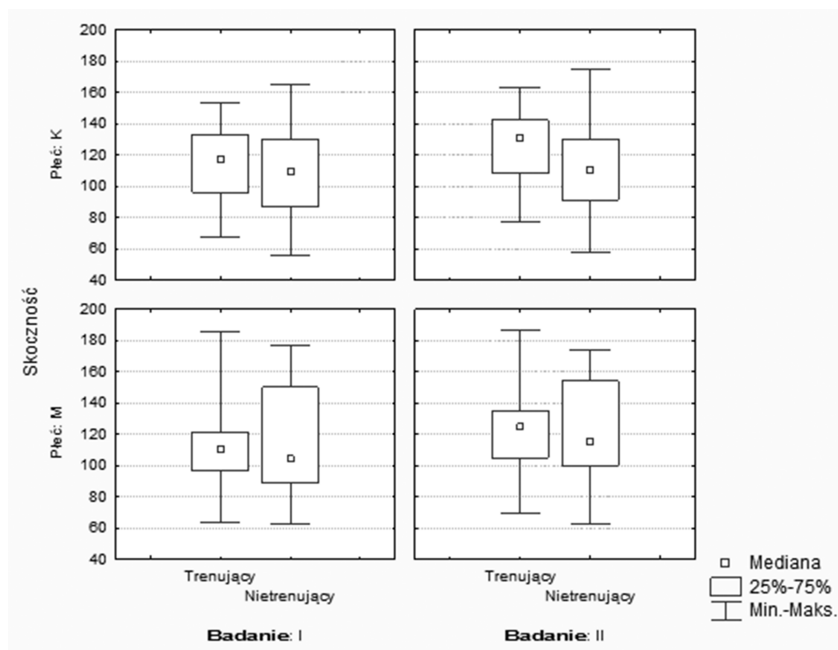 Skoczność
Płeć: K
200
180
160
140
120
100
80
60
40
Płeć: M
200
180
160
140
120
100
80
60
40
Trenujący
Nietrenujący
Badanie: I
Trenujący
Nietrenujący
Badanie: II
Mediana
25%-75%
Min.-Maks.